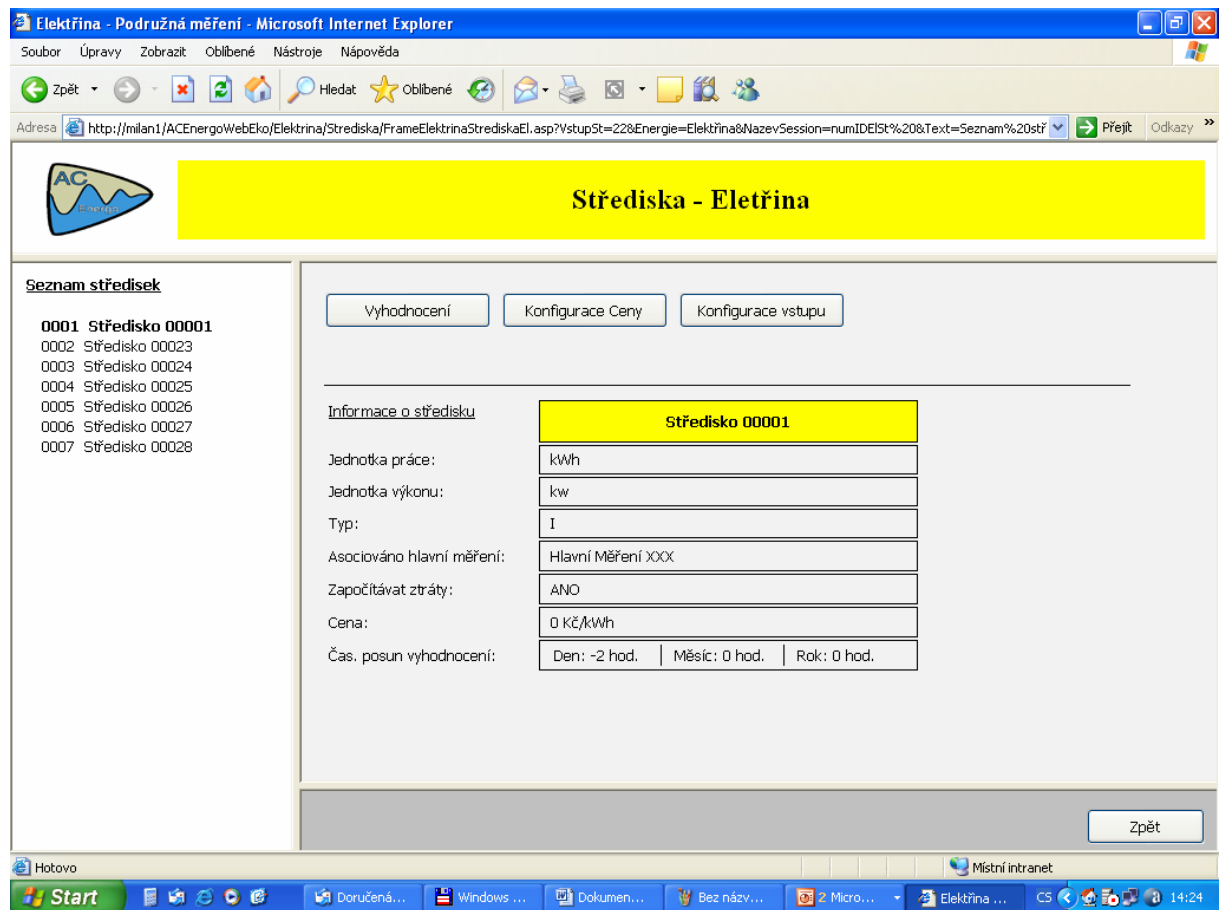 Elektřina - Podružná měření - Microsoft Internet Explorer
Soubor Úpravy Zobrazit Oblíbené Nástroje Nápověda
Zpět Hledat Oblíbené
Adresa http://milan1/ACEnergoWebEko/Elektrina/Strediska/FrameElektrinaStrediskaEl.asp?VstupSt=22&Energie=Elektřina&NazevSession=numIDElSt%20&Text=Seznam%20stř Přejít Odkazy »
AC
Energo
Střediska - Eletřina
Seznam středisek
0001 Středisko 00001
0002 Středisko 00023
0003 Středisko 00024
0004 Středisko 00025
0005 Středisko 00026
0006 Středisko 00027
0007 Středisko 00028
Vyhodnocení Konfigurace Ceny Konfigurace vstupu
Informace o středisku Středisko 00001
Jednotka práce: kWh
Jednotka výkonu: kw
Typ: I
Asociováno hlavní měření: Hlavní Měření XXX
Započítávat ztráty: ANO
Cena: 0 Kč/kWh
Čas. posun vyhodnocení: Den: -2 hod. Měsíc: 0 hod. Rok: 0 hod.
Zpět
Hotovo Místní intranet
Start Doručená... Windows ... Dokumen... Bez názv... 2 Micro... Elektřina ... CS 14:24